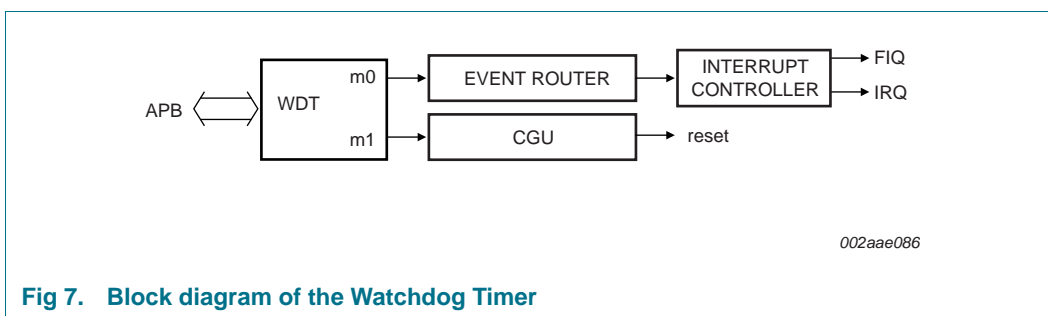 m0
EVENT ROUTER
INTERRUPT
CONTROLLER
FIQ
IRQ
APB
WDT
m1
CGU
reset
002aae086
Fig 7. Block diagram of the Watchdog Timer